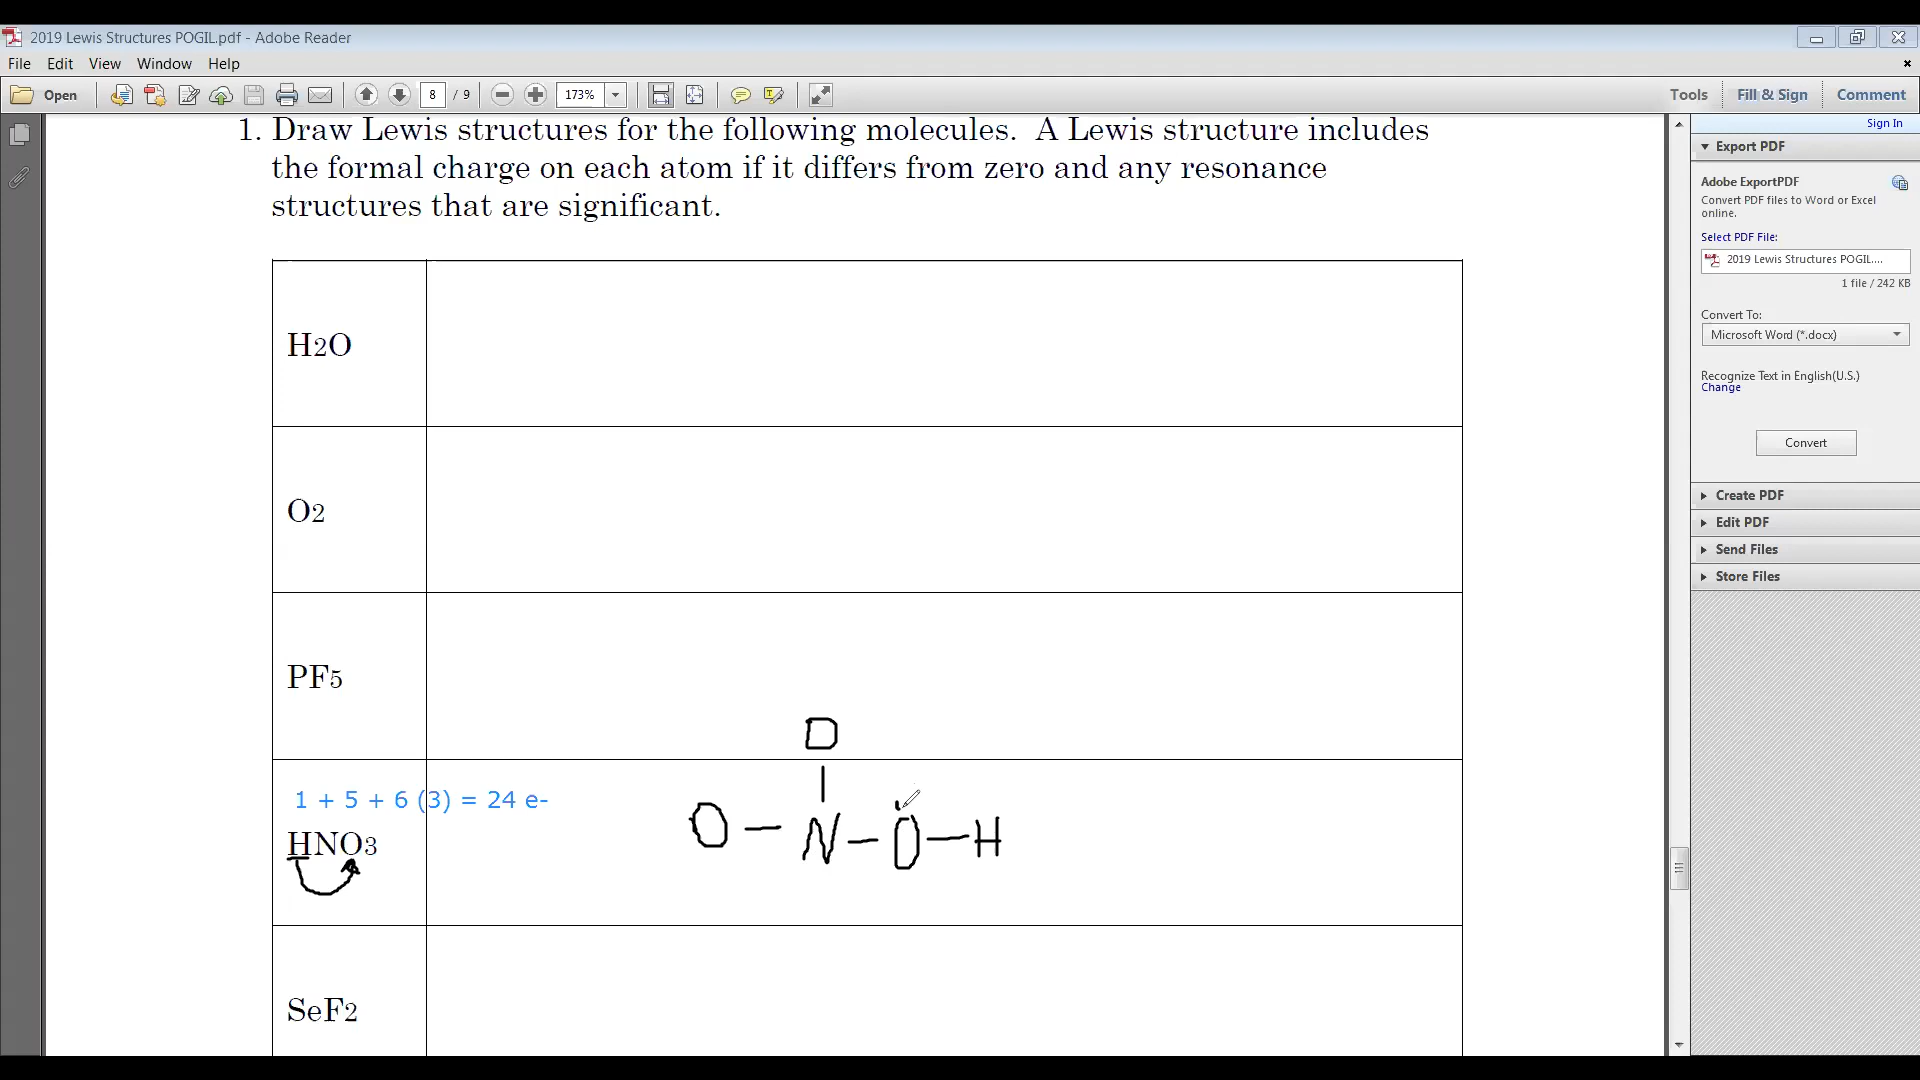 2019 Lewis Structures POGIL.pdf - Adobe Reader
File Edit View Window Help
Open 8 / 9 173% Tools Fill & Sign Comment
Sign In
1. Draw Lewis structures for the following molecules. A Lewis structure includes
the formal charge on each atom if it differs from zero and any resonance
structures that are significant.
H2O
O2
PF5
1 + 5 + 6 (3) = 24 e-
HNO3
O
O - N - O - H
SeF2
Export PDF
Adobe ExportPDF
Convert PDF files to Word or Excel
online.
Select PDF File:
2019 Lewis Structures POGIL....
1 file / 242 KB
Convert To:
Microsoft Word (*.docx)
Recognize Text in English(U.S.)
Change
Convert
Create PDF
Edit PDF
Send Files
Store Files